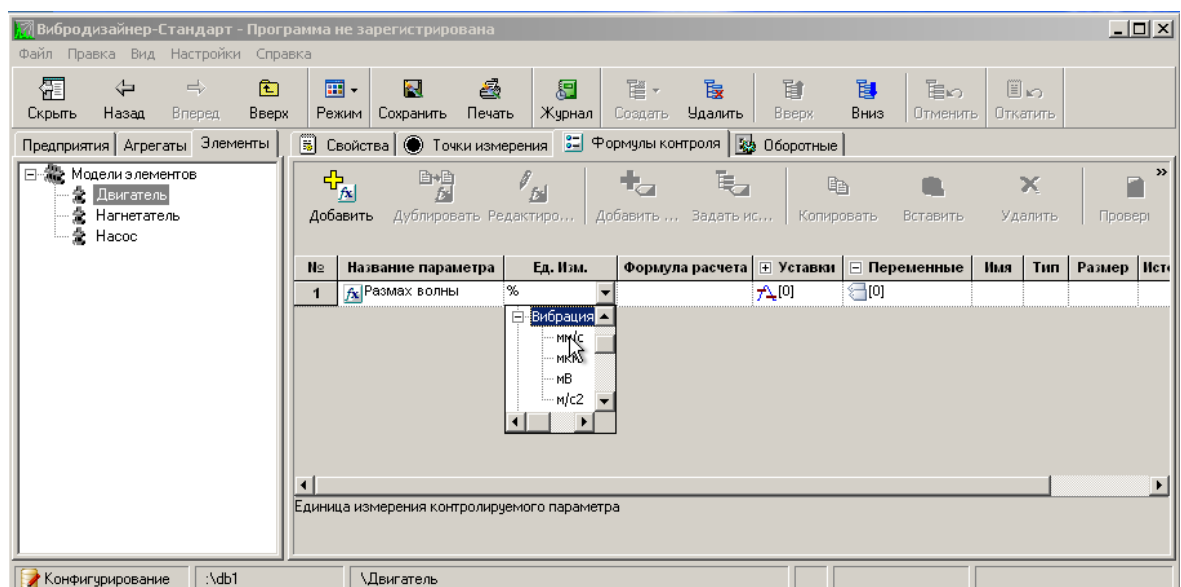 Вибродизайнер-Стандарт - Программа не зарегистрирована
Файл Правка Вид Настройки Справка
Скрыть Назад Вперед Вверх Режим Сохранить Печать Журнал Создать Удалить Вверх Вниз Отменить Откатить
Предприятия Агрегаты Элементы Свойства Точки измерения Формулы контроля Оборотные
Модели элементов
Двигатель
Нагнетатель
Насос
Добавить Дублировать Редактиро... Добавить ... Задать ис... Копировать Вставить Удалить Провер
№ Название параметра Ед. Изм. Формула расчета Уставки Переменные Имя Тип Размер Исто
1 Размах волны % [0] [0]
Вибрация
мм/с
мкм
мВ
м/с2
Единица измерения контролируемого параметра
Конфигурирование :\db1 \Двигатель